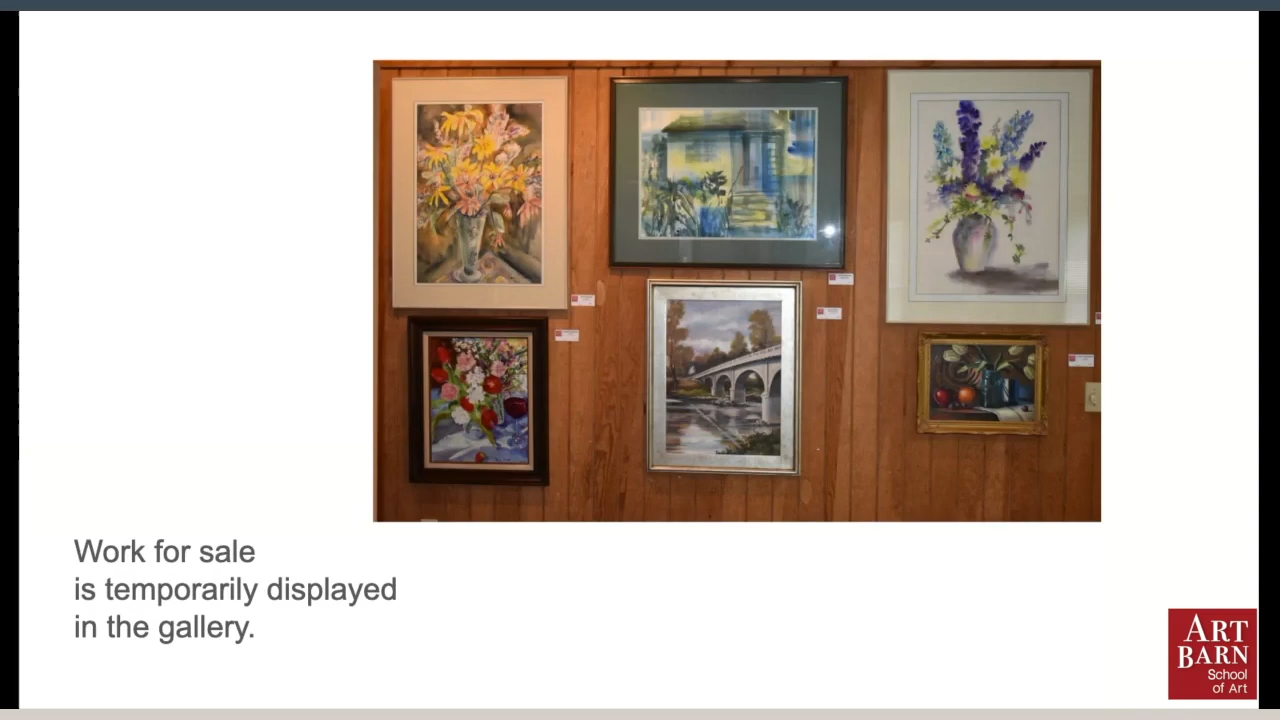 Work for sale
is temporarily displayed
in the gallery.
ART
BARN
School
of Art